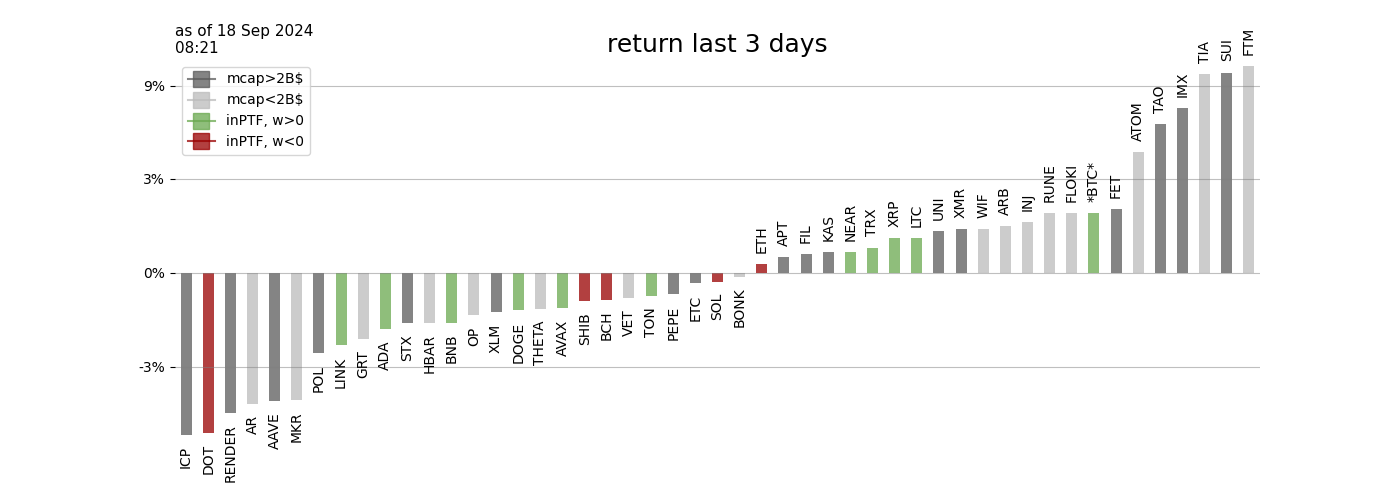 as of 18 Sep 2024
08:21
return last 3 days
mcap>2B$
mcap<2B$
inPTF, w>0
inPTF, w<0
9%
3%
0%
-3%
ICP
DOT
RENDER
AR
AAVE
MKR
POL
LINK
GRT
ADA
STX
HBAR
BNB
OP
XLM
DOGE
THETA
AVAX
SHIB
BCH
VET
TON
PEPE
ETC
SOL
BONK
ETH
APT
FIL
KAS
NEAR
TRX
XRP
LTC
UNI
XMR
WIF
ARB
INJ
RUNE
FLOKI
*BTC*
FET
ATOM
TAO
IMX
TIA
SUI
FTM